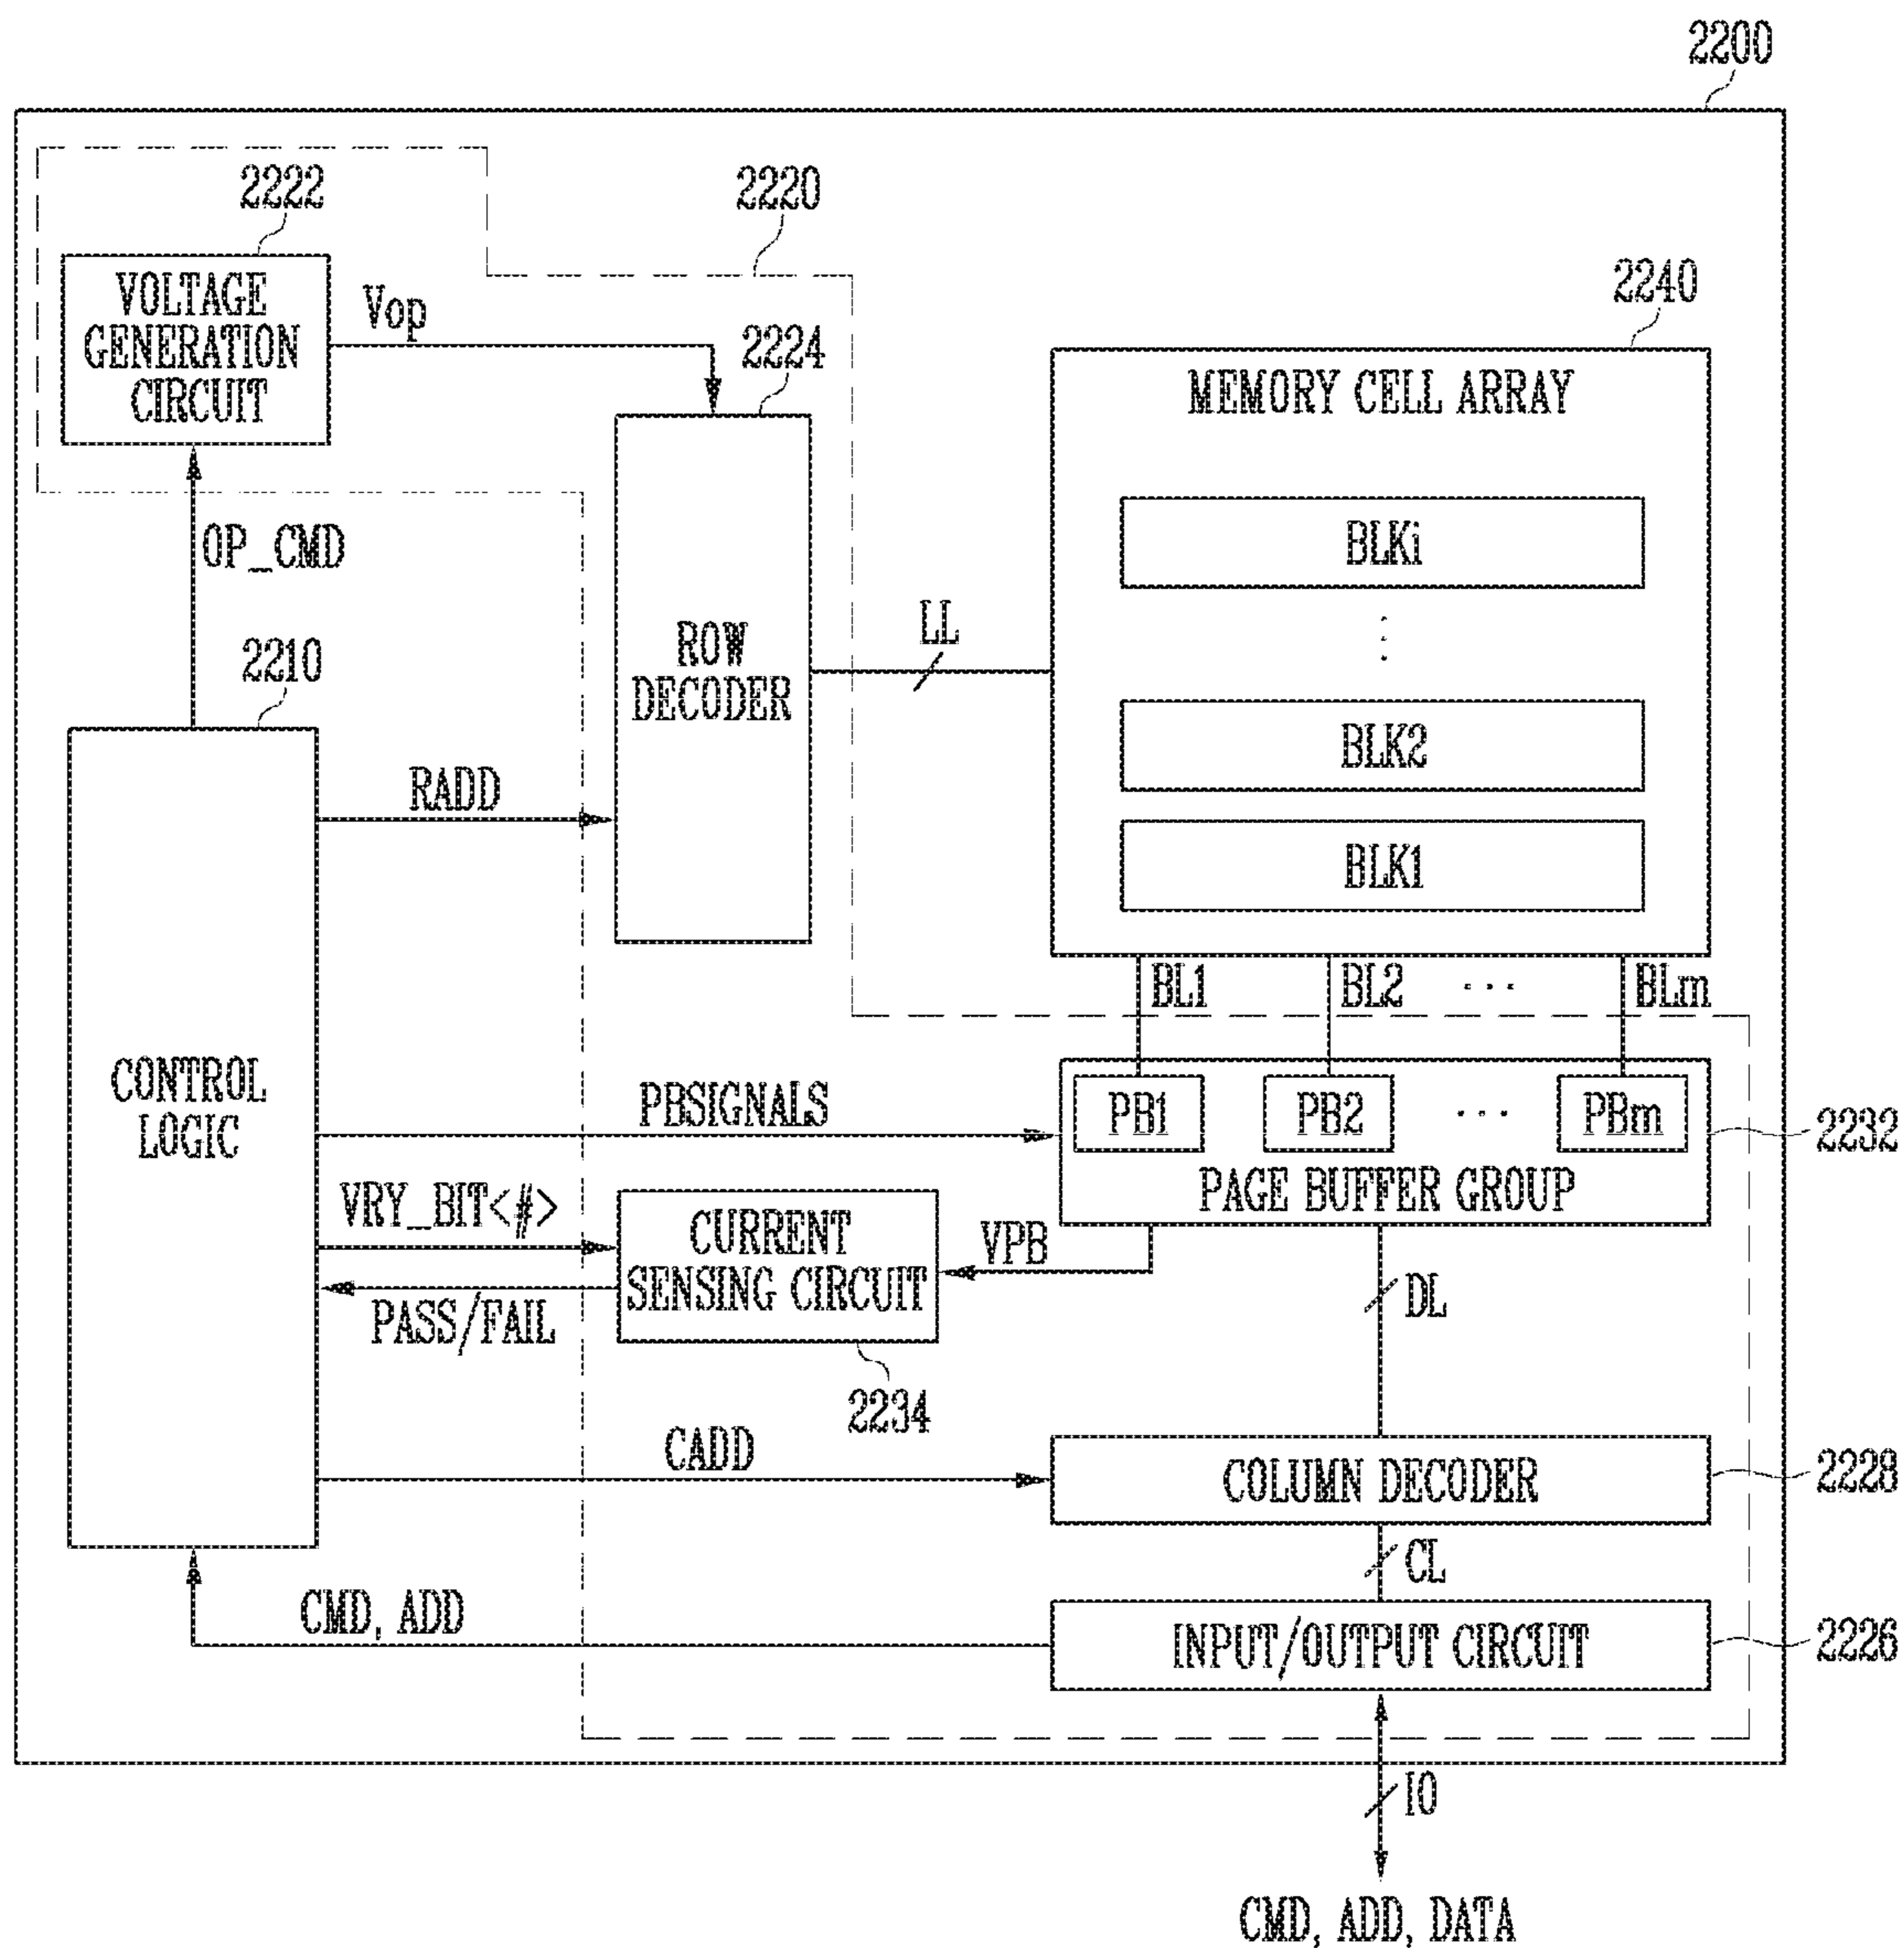 2200
2222
2220
VOLTAGE
GENERATION
CIRCUIT
Vop
2224
2240
MEMORY CELL ARRAY
BLKi
⋮
BLK2
BLK1
OP_CMD
ROW
DECODER
LL
2210
RADD
BL1
BL2
...
BLm
CONTROL
LOGIC
PBSIGNALS
PB1
PB2
...
PBm
PAGE BUFFER GROUP
2232
VRY_BIT<#>
CURRENT
SENSING CIRCUIT
VPB
PASS/FAIL
2234
DL
CADD
COLUMN DECODER
2228
CL
CMD, ADD
INPUT/OUTPUT CIRCUIT
2226
IO
CMD, ADD, DATA